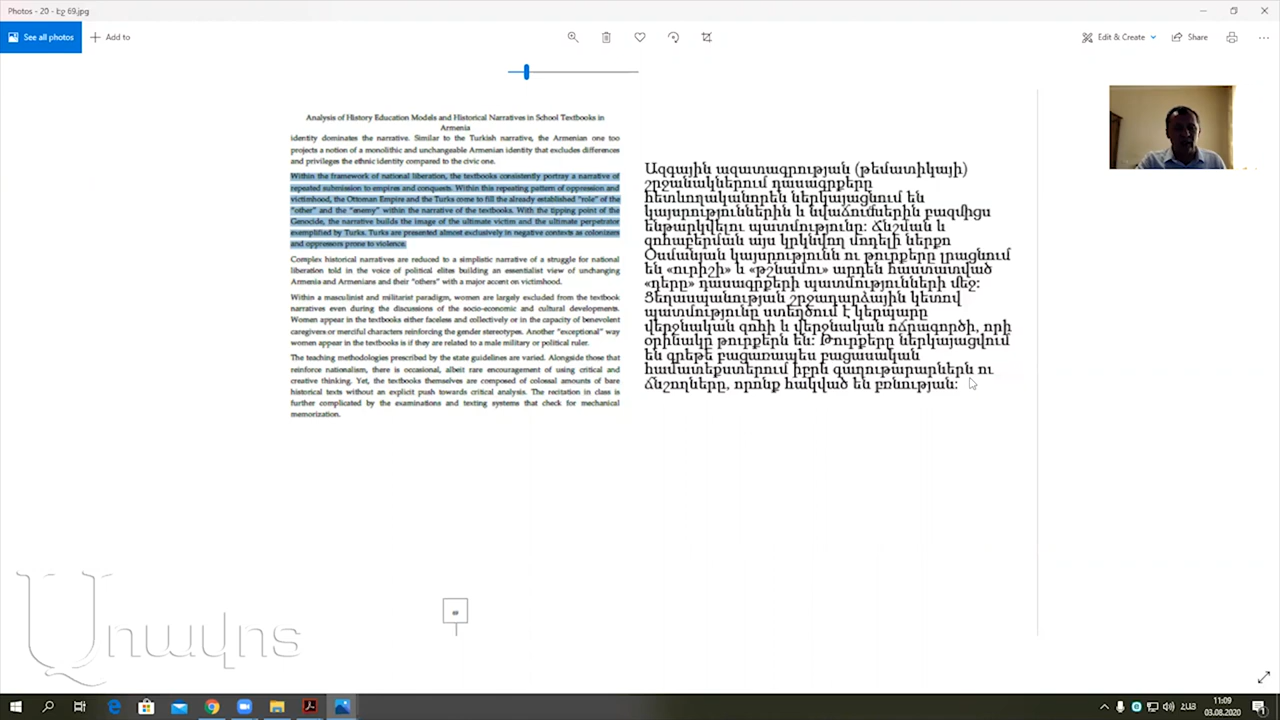 Photos - 20 - Էջ 69.jpg
See all photos
Add to
Edit & Create
Share
Analysis of History Education Models and Historical Narratives in School Textbooks in
Armenia
identity dominates the narrative. Similar to the Turkish narrative, the Armenian one too
projects a notion of a monolithic and unchangeable Armenian identity that excludes differences
and privileges the ethnic identity compared to the civic one.
Within the framework of national liberation, the textbooks consistently portray a narrative of
repeated submission to empires and conquests. Within this repeating pattern of oppression and
victimhood, the Ottoman Empire and the Turks come to fill the already established "role" of the
"other" and the "enemy" within the narrative of the textbooks. With the tipping point of the
Genocide, the narrative builds the image of the ultimate victim and the ultimate perpetrator
exemplified by Turks. Turks are presented almost exclusively in negative contexts as colonizers
and oppressors prone to violence.
Complex historical narratives are reduced to a simplistic narrative of a struggle for national
liberation told in the voice of political elites building an essentialist view of unchanging
Armenia and Armenians and their "others" with a major accent on victimhood.
Within a masculinist and militarist paradigm, women are largely excluded from the textbook
narratives even during the discussions of the socio-economic and cultural developments.
Women appear in the textbooks either faceless and collectively or in the capacity of benevolent
caregivers or merciful characters reinforcing the gender stereotypes. Another "exceptional" way
women appear in the textbooks is if they are related to a male military or political ruler.
The teaching methodologies prescribed by the state guidelines are varied. Alongside those that
reinforce nationalism, there is occasional, albeit rare encouragement of using critical and
creative thinking. Yet, the textbooks themselves are composed of colossal amounts of bare
historical texts without an explicit push towards critical analysis. The recitation in class is
further complicated by the examinations and testing systems that check for mechanical
memorization.
69
Ազգային ազատագրության (թեմատիկայի)
շրջանակներում դասագրքերը
հետևողականորեն ներկայացնում են
կայսրություններին և նվաճումներին բազմիցս
ենթարկվելու պատմությունը: Ճնշման և
զոհաբերման այս կրկնվող մոդելի ներքո
Օսմանյան կայսրությունն ու թուրքերը լրացնում
են «ուրիշի» և «թշնամու» արդեն հաստատված
«դերը» դասագրքերի պատմությունների մեջ:
Ցեղասպանության շրջադարձային կետով
պատմությունը ստեղծում է կերպարը
վերջնական զոհի և վերջնական ոճրագործի, որի
օրինակը թուրքերն են: Թուրքերը ներկայացվում
են գրեթե բացառապես բացասական
համատեքստերում իբրև գաղութարարներն ու
ճնշողները, որոնք հակված են բռնության:
Առավոտ
ՀԱՅ
11:09
03.08.2020